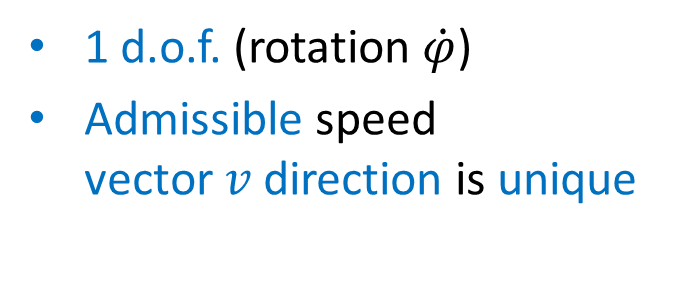 • 1 d.o.f. (rotation 𝜑̇)
• Admissible speed
vector 𝑣 direction is unique